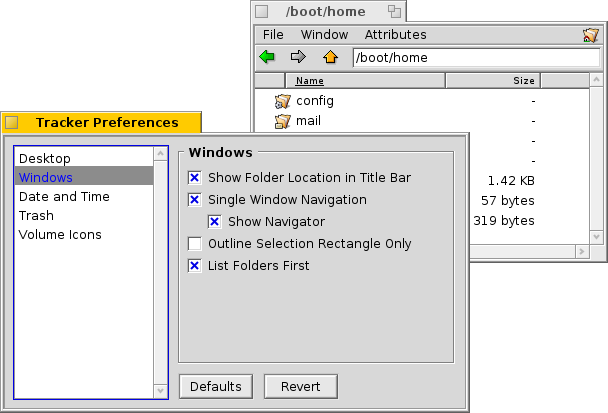 /boot/home
File Window Attributes
/boot/home
Name Size
config -
mail -
-
1.42 KB
57 bytes
319 bytes
Tracker Preferences
Desktop
Windows
Date and Time
Trash
Volume Icons
Windows
Show Folder Location in Title Bar
Single Window Navigation
Show Navigator
Outline Selection Rectangle Only
List Folders First
Defaults Revert